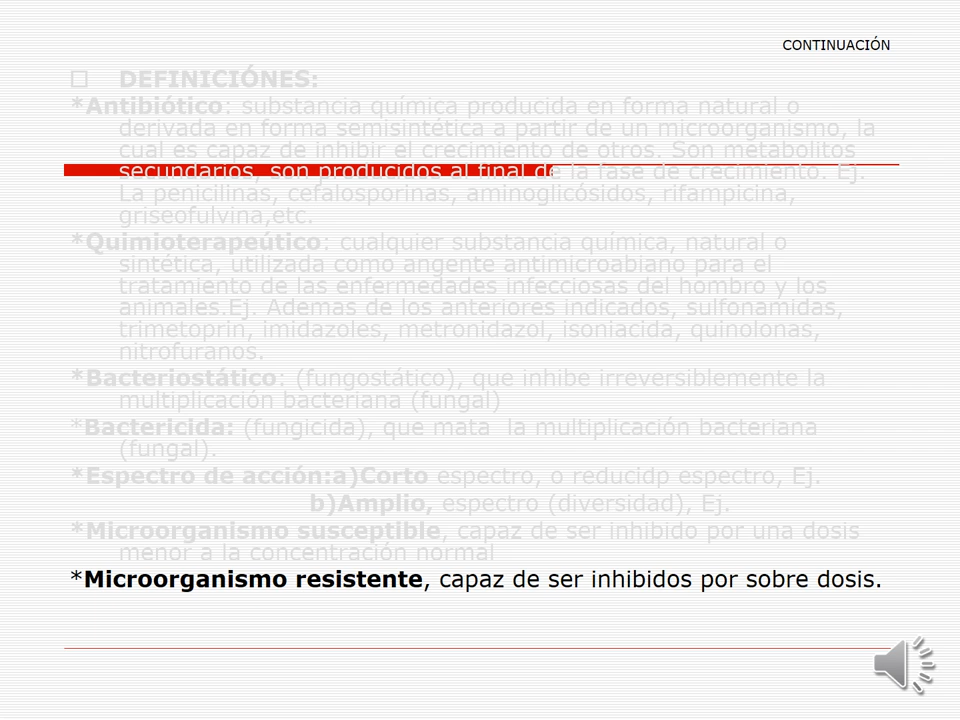 CONTINUACIÓN
DEFINICIÓNES:
*Antibiótico: substancia química producida en forma natural o
derivada en forma semisintética a partir de un microorganismo, la
cual es capaz de inhibir el crecimiento de otros. Son metabolitos
secundarios, son producidos al final de la fase de crecimiento. Ej.
La penicilinas, cefalosporinas, aminoglicósidos, rifampicina,
griseofulvina,etc.
*Quimioterapeútico: cualquier substancia química, natural o
sintética, utilizada como angente antimicroabiano para el
tratamiento de las enfermedades infecciosas del hombro y los
animales.Ej. Ademas de los anteriores indicados, sulfonamidas,
trimetoprin, imidazoles, metronidazol, isoniacida, quinolonas,
nitrofuranos.
*Bacteriostático: (fungostático), que inhibe irreversiblemente la
multiplicación bacteriana (fungal)
*Bactericida: (fungicida), que mata la multiplicación bacteriana
(fungal).
*Espectro de acción:a)Corto espectro, o reducidp espectro, Ej.
b)Amplio, espectro (diversidad), Ej.
*Microorganismo susceptible, capaz de ser inhibido por una dosis
menor a la concentración normal
*Microorganismo resistente, capaz de ser inhibidos por sobre dosis.